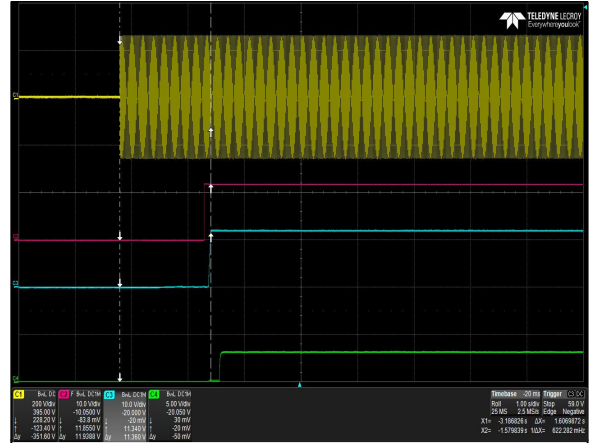 TELEDYNE LECROY
Everywhereyoulook
C2
C3
C4
C1 BwL DC
200 V/div
395.00 V
228.20 V
-123.40 V
Δy -351.60 V
C2 F BwL DC1M
10.0 V/div
-10.0500 V
-83.8 mV
11.8550 V
Δy 11.9388 V
C3 BwL DC1M
10.0 V/div
-20.000 V
-20 mV
11.340 V
Δy 11.360 V
C4 BwL DC1M
5.00 V/div
-20.050 V
30 mV
-20 mV
Δy -50 mV
Timebase -20 ms
Roll 1.00 s/div
25 MS 2.5 MS/s
Trigger C3 DC
Stop 59.0 V
Edge Negative
X1= -3.186826 s ΔX= 1.6069872 s
X2= -1.579839 s 1/ΔX= 622.282 mHz